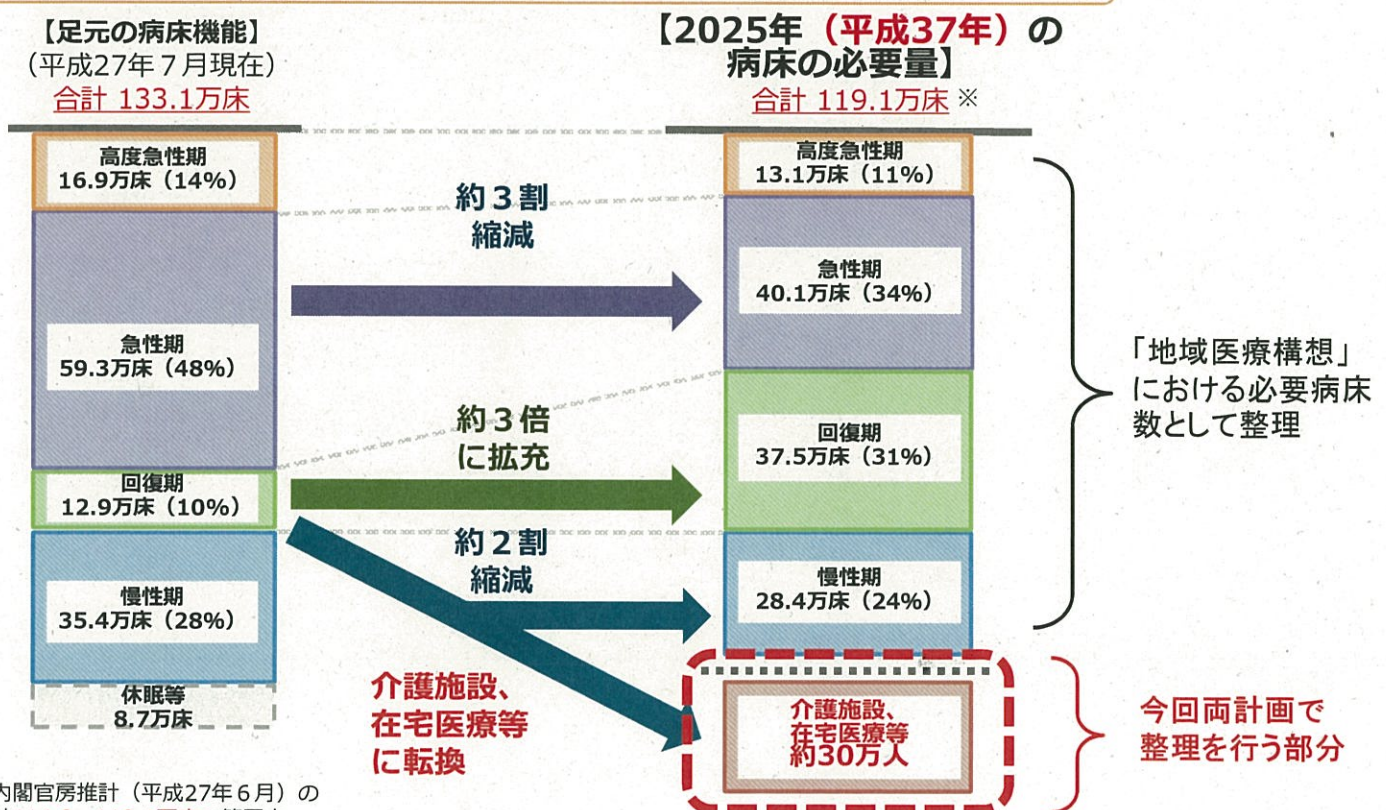 【足元の病床機能】
(平成27年7月現在)
合計 133.1万床
【2025年(平成37年)の
病床の必要量】
合計 119.1万床 ※
高度急性期
16.9万床(14%)
急性期
59.3万床(48%)
回復期
12.9万床(10%)
慢性期
35.4万床(28%)
休眠等
8.7万床
約3割
縮減
約3倍
に拡充
約2割
縮減
介護施設、
在宅医療等
に転換
高度急性期
13.1万床(11%)
急性期
40.1万床(34%)
回復期
37.5万床(31%)
慢性期
28.4万床(24%)
介護施設、
在宅医療等
約30万人
「地域医療構想」
における必要病床
数として整理
今回両計画で
整理を行う部分
内閣官房推計(平成27年6月)の